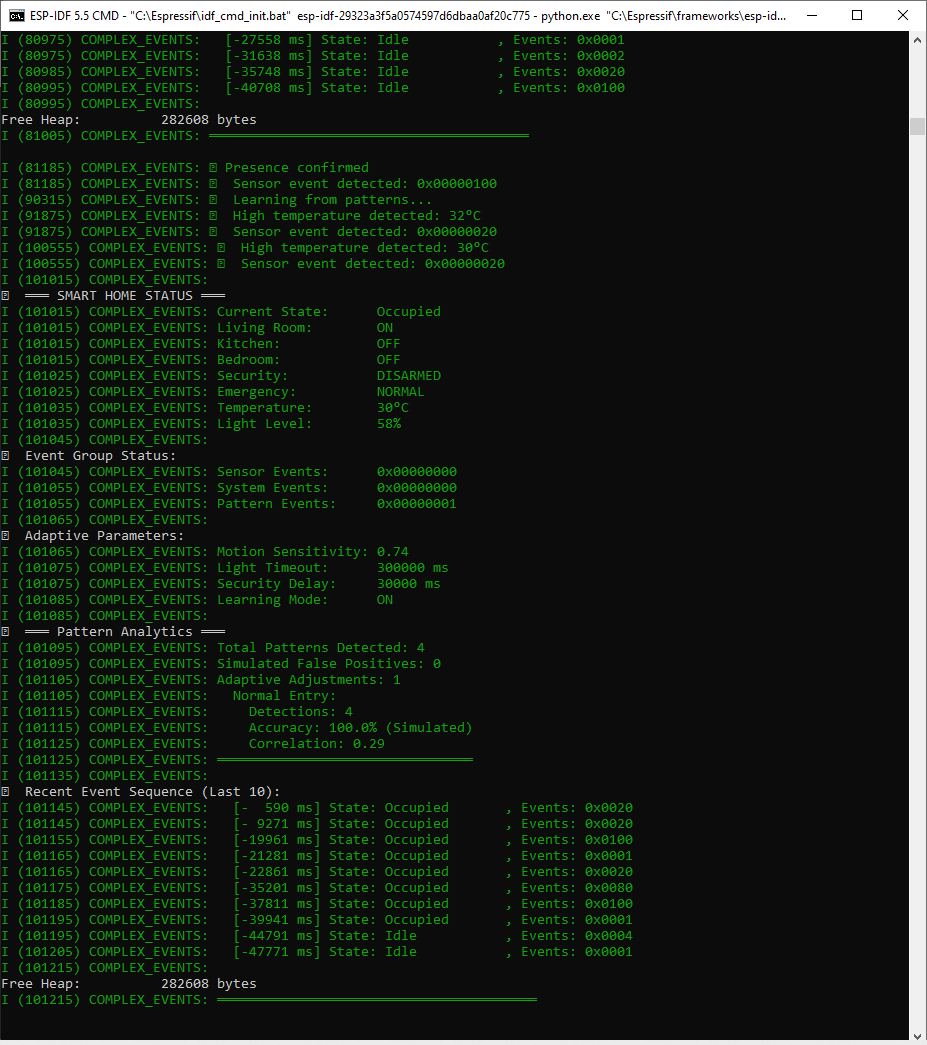 ESP-IDF 5.5 CMD - "C:\Espressif\idf_cmd_init.bat" esp-idf-29323a3f5a0574597d6dbaa0af20c775 - python.exe "C:\Espressif\frameworks\esp-id...
I (80975) COMPLEX_EVENTS:   [-27558 ms] State: Idle           , Events: 0x0001
I (80975) COMPLEX_EVENTS:   [-31638 ms] State: Idle           , Events: 0x0002
I (80985) COMPLEX_EVENTS:   [-35748 ms] State: Idle           , Events: 0x0020
I (80995) COMPLEX_EVENTS:   [-40708 ms] State: Idle           , Events: 0x0100
I (80995) COMPLEX_EVENTS:
Free Heap:          282608 bytes
I (81005) COMPLEX_EVENTS: ════════════════════════════════════════
I (81185) COMPLEX_EVENTS: Presence confirmed
I (81185) COMPLEX_EVENTS: Sensor event detected: 0x00000100
I (90315) COMPLEX_EVENTS: Learning from patterns...
I (91875) COMPLEX_EVENTS: High temperature detected: 32°C
I (91875) COMPLEX_EVENTS: Sensor event detected: 0x00000020
I (100555) COMPLEX_EVENTS: High temperature detected: 30°C
I (100555) COMPLEX_EVENTS: Sensor event detected: 0x00000020
I (101015) COMPLEX_EVENTS:
═══ SMART HOME STATUS ═══
I (101015) COMPLEX_EVENTS: Current State:      Occupied
I (101015) COMPLEX_EVENTS: Living Room:        ON
I (101015) COMPLEX_EVENTS: Kitchen:            OFF
I (101015) COMPLEX_EVENTS: Bedroom:            OFF
I (101025) COMPLEX_EVENTS: Security:           DISARMED
I (101025) COMPLEX_EVENTS: Emergency:          NORMAL
I (101035) COMPLEX_EVENTS: Temperature:        30°C
I (101035) COMPLEX_EVENTS: Light Level:        58%
I (101045) COMPLEX_EVENTS:
Event Group Status:
I (101045) COMPLEX_EVENTS: Sensor Events:      0x00000000
I (101055) COMPLEX_EVENTS: System Events:      0x00000000
I (101055) COMPLEX_EVENTS: Pattern Events:     0x00000001
I (101065) COMPLEX_EVENTS:
Adaptive Parameters:
I (101065) COMPLEX_EVENTS: Motion Sensitivity: 0.74
I (101075) COMPLEX_EVENTS: Light Timeout:      300000 ms
I (101075) COMPLEX_EVENTS: Security Delay:     30000 ms
I (101085) COMPLEX_EVENTS: Learning Mode:      ON
I (101085) COMPLEX_EVENTS:
═══ Pattern Analytics ═══
I (101095) COMPLEX_EVENTS: Total Patterns Detected: 4
I (101095) COMPLEX_EVENTS: Simulated False Positives: 0
I (101105) COMPLEX_EVENTS: Adaptive Adjustments: 1
I (101105) COMPLEX_EVENTS:   Normal Entry:
I (101115) COMPLEX_EVENTS:     Detections: 4
I (101115) COMPLEX_EVENTS:     Accuracy: 100.0% (Simulated)
I (101125) COMPLEX_EVENTS:     Correlation: 0.29
I (101125) COMPLEX_EVENTS: ════════════════════════════════
I (101135) COMPLEX_EVENTS:
Recent Event Sequence (Last 10):
I (101145) COMPLEX_EVENTS:   [-  590 ms] State: Occupied       , Events: 0x0020
I (101145) COMPLEX_EVENTS:   [- 9271 ms] State: Occupied       , Events: 0x0020
I (101155) COMPLEX_EVENTS:   [-19961 ms] State: Occupied       , Events: 0x0100
I (101165) COMPLEX_EVENTS:   [-21281 ms] State: Occupied       , Events: 0x0001
I (101165) COMPLEX_EVENTS:   [-22861 ms] State: Occupied       , Events: 0x0020
I (101175) COMPLEX_EVENTS:   [-35201 ms] State: Occupied       , Events: 0x0080
I (101185) COMPLEX_EVENTS:   [-37811 ms] State: Occupied       , Events: 0x0100
I (101195) COMPLEX_EVENTS:   [-39941 ms] State: Occupied       , Events: 0x0001
I (101195) COMPLEX_EVENTS:   [-44791 ms] State: Idle           , Events: 0x0004
I (101205) COMPLEX_EVENTS:   [-47771 ms] State: Idle           , Events: 0x0001
I (101215) COMPLEX_EVENTS:
Free Heap:          282608 bytes
I (101215) COMPLEX_EVENTS: ════════════════════════════════════════